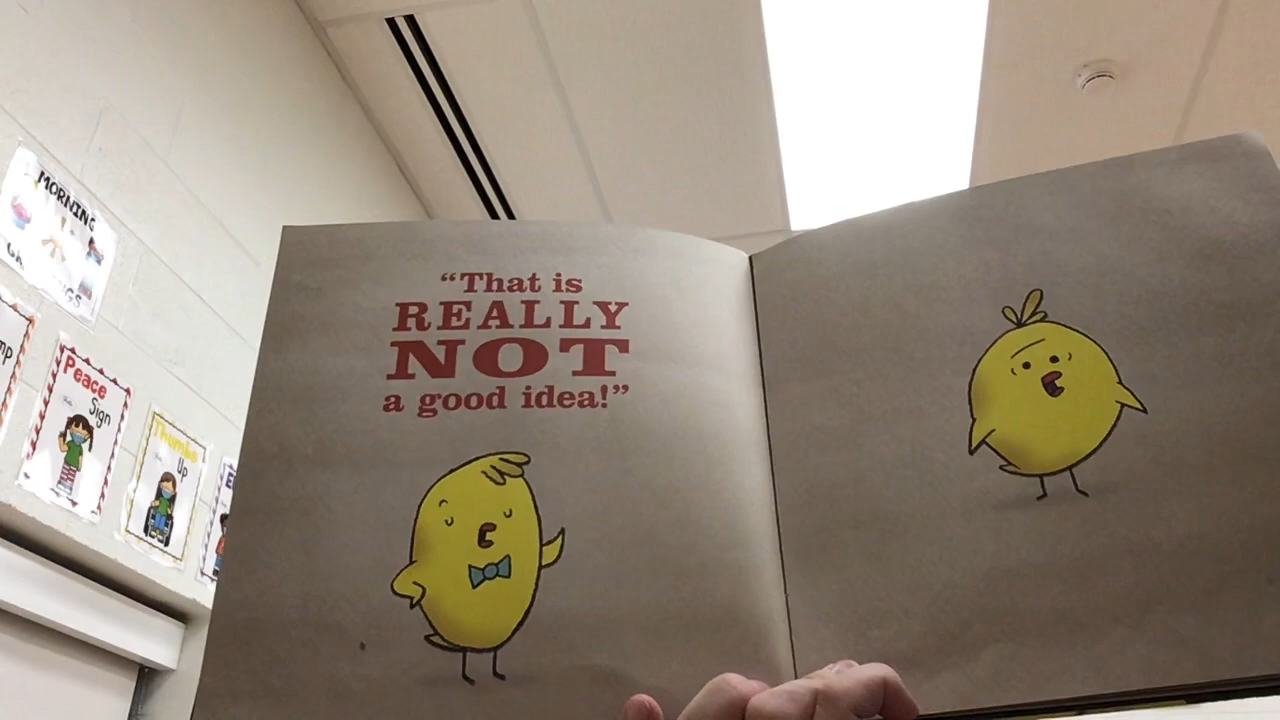 MORNING
Peace
Sign
Thumbs
Up
“That is
REALLY
NOT
a good idea!”